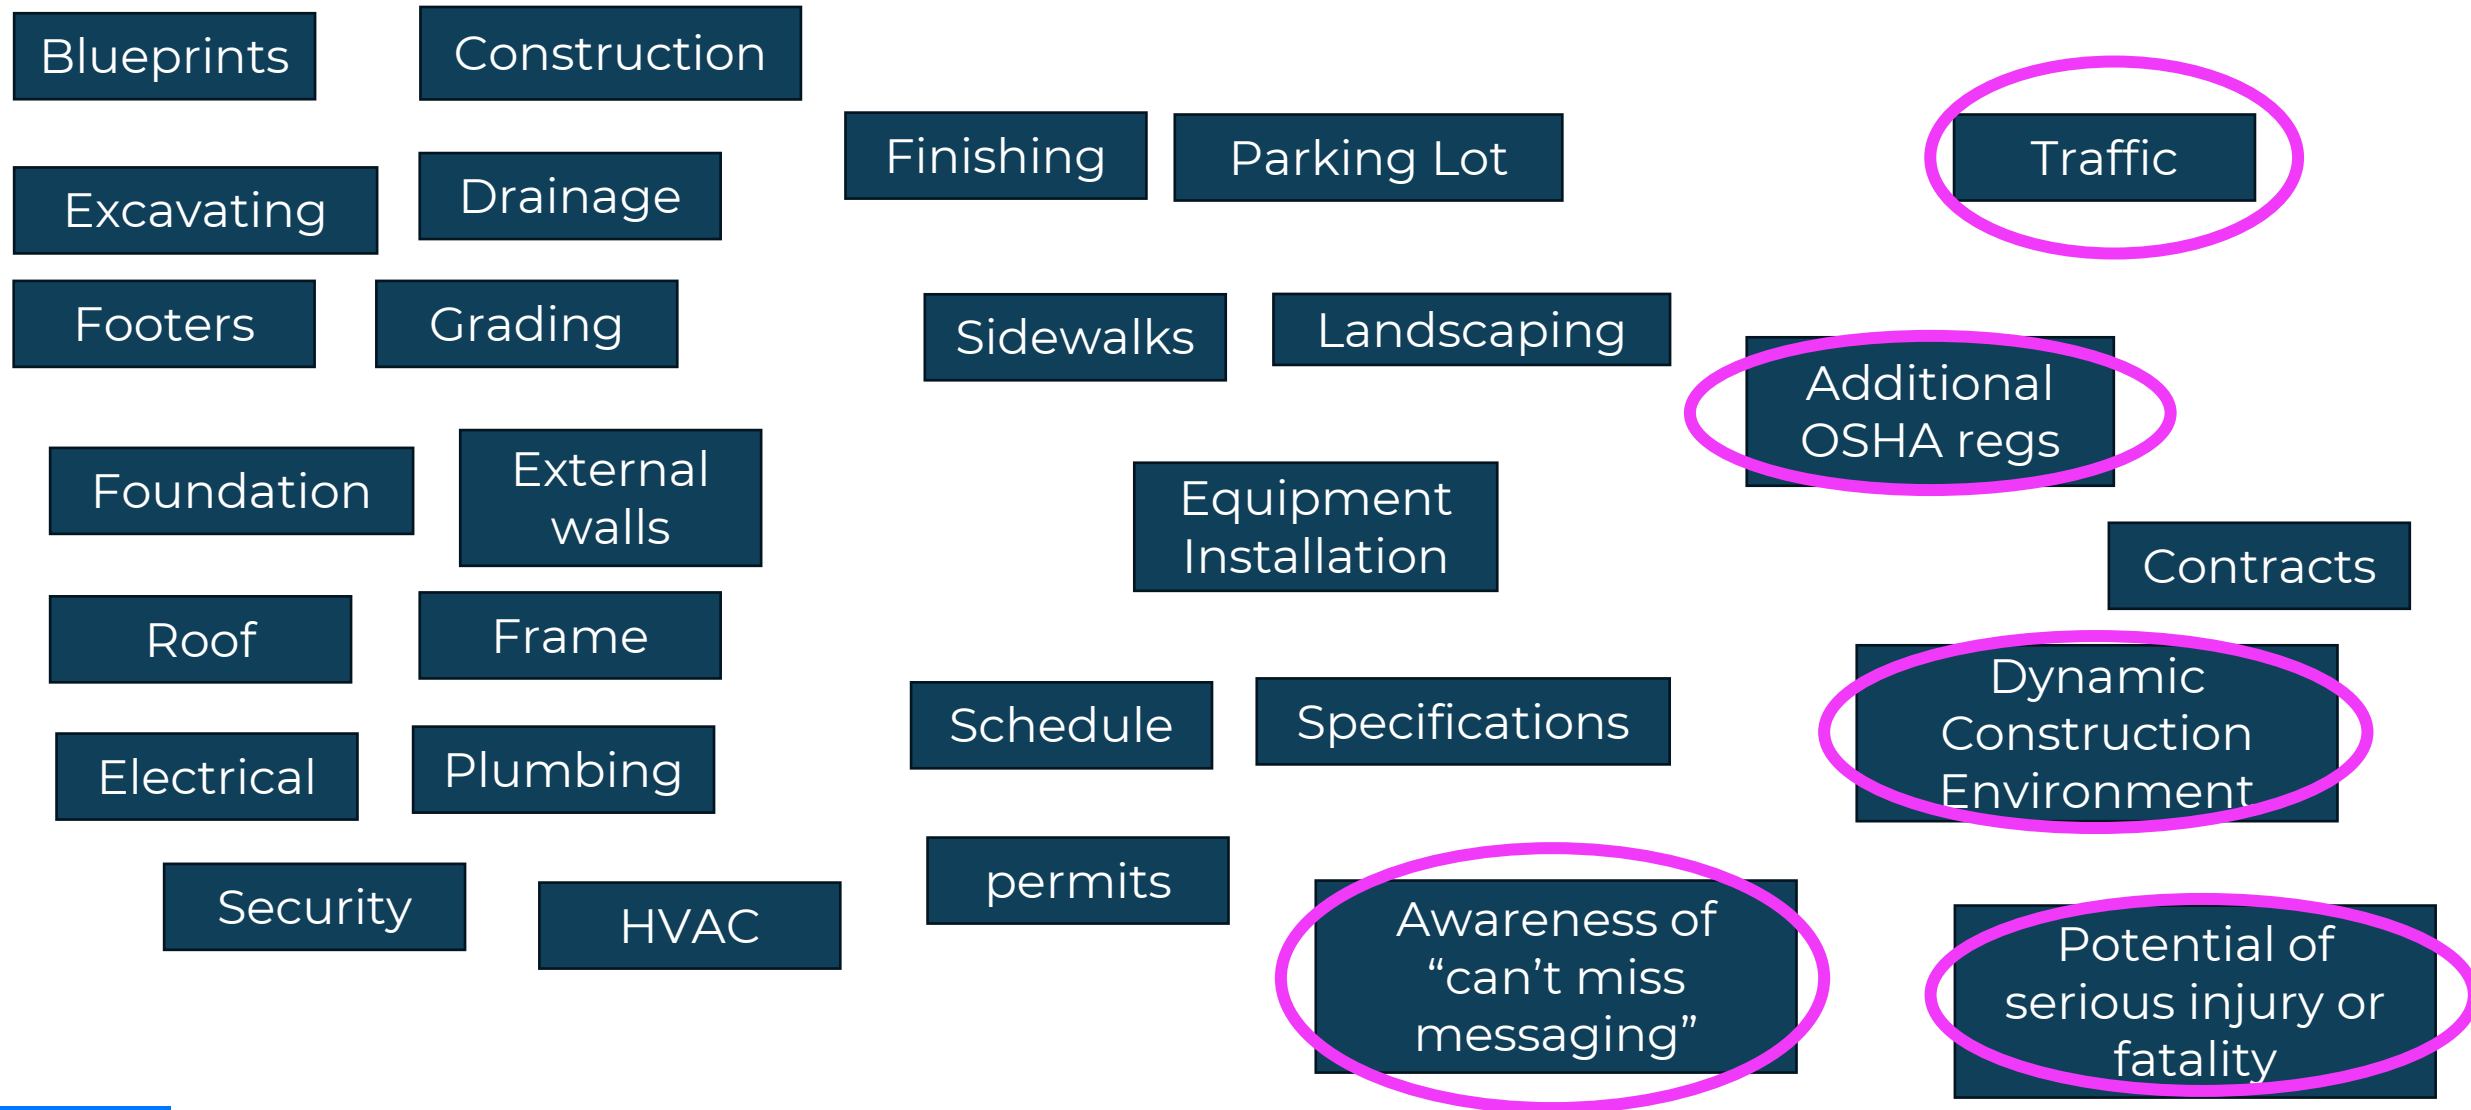 Blueprints
Construction
Finishing
Parking Lot
Traffic
Excavating
Drainage
Footers
Grading
Sidewalks
Landscaping
Additional
OSHA regs
Foundation
External
walls
Equipment
Installation
Contracts
Roof
Frame
Schedule
Specifications
Dynamic
Construction
Environment
Electrical
Plumbing
Security
HVAC
permits
Awareness of
“can’t miss
messaging”
Potential of
serious injury or
fatality